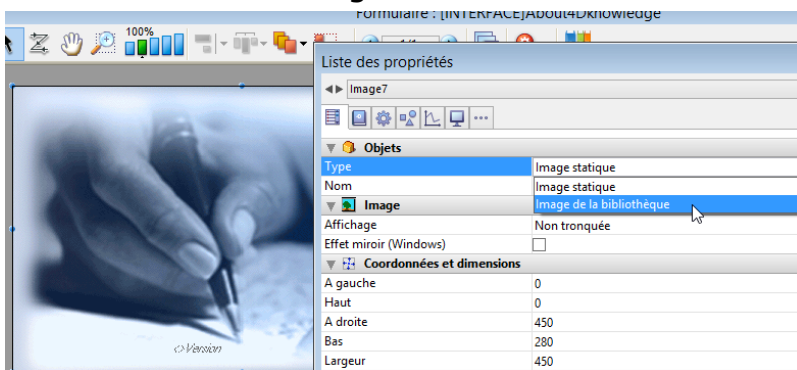 Formulaire : [INTERFACE]About4Dknowledge
100%
Liste des propriétés
Image7
Objets
Type Image statique
Nom Image statique
Image de la bibliothèque
Image
Affichage Non tronquée
Effet miroir (Windows)
Coordonnées et dimensions
A gauche 0
Haut 0
A droite 450
Bas 280
Largeur 450
<>Version